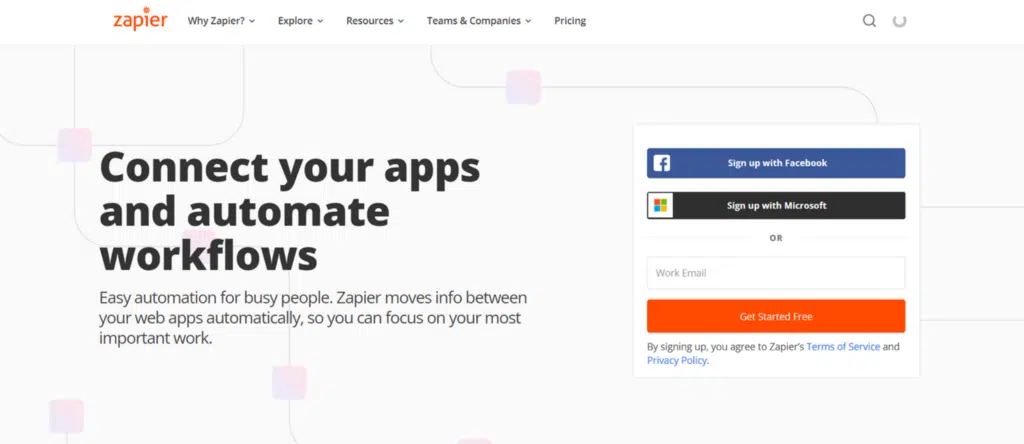 zapier
Why Zapier?
Explore
Resources
Teams & Companies
Pricing
Connect your apps
and automate
workflows
Easy automation for busy people. Zapier moves info between
your web apps automatically, so you can focus on your most
important work.
Sign up with Facebook
Sign up with Microsoft
OR
Work Email
Get Started Free
By signing up, you agree to Zapier's Terms of Service and
Privacy Policy.